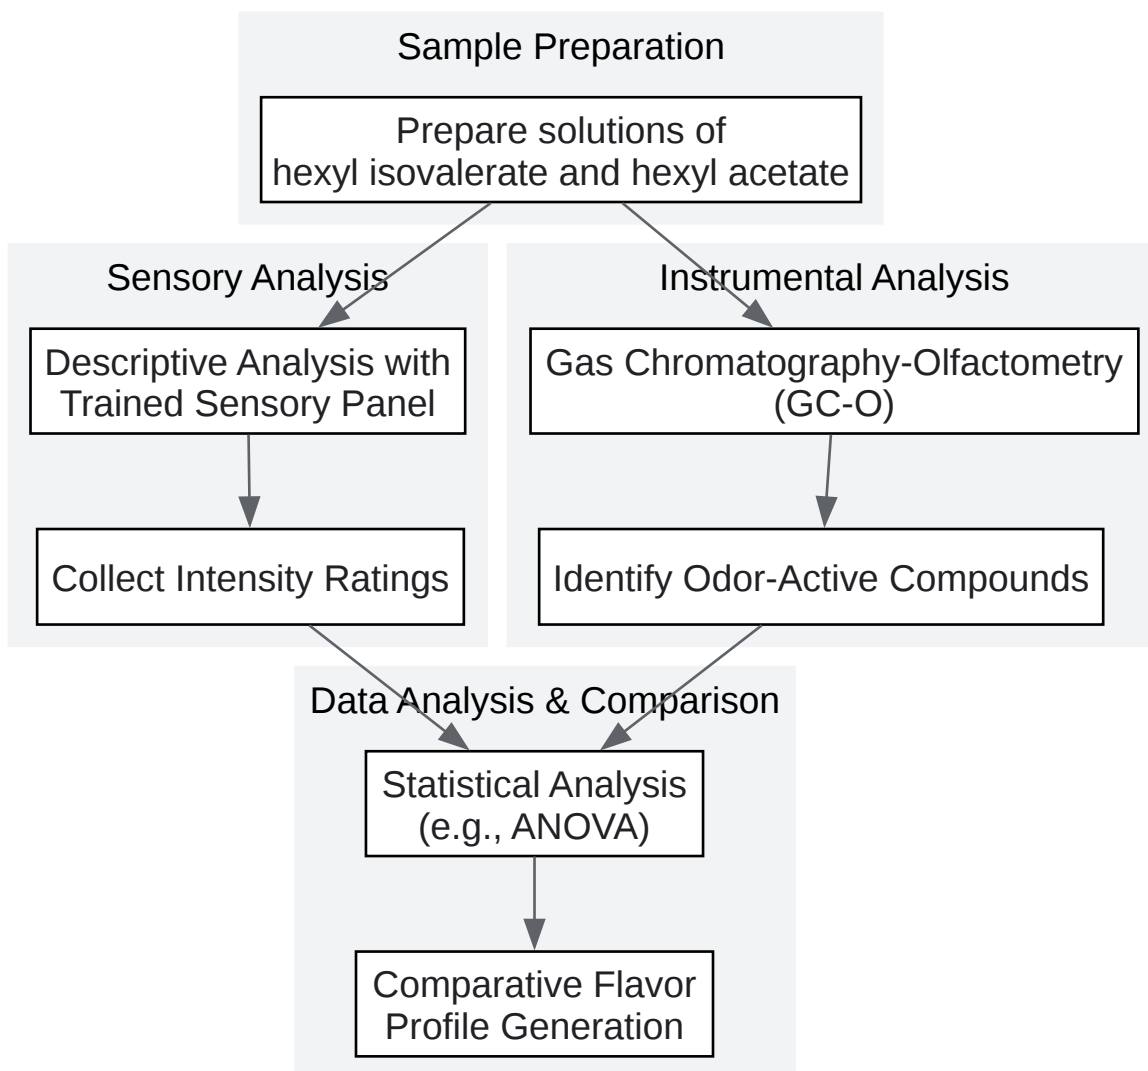 Sample Preparation
Prepare solutions of
hexyl isovalerate and hexyl acetate
Sensory Analysis
Descriptive Analysis with
Trained Sensory Panel
Collect Intensity Ratings
Instrumental Analysis
Gas Chromatography-Olfactometry
(GC-O)
Identify Odor-Active Compounds
Data Analysis & Comparison
Statistical Analysis
(e.g., ANOVA)
Comparative Flavor
Profile Generation